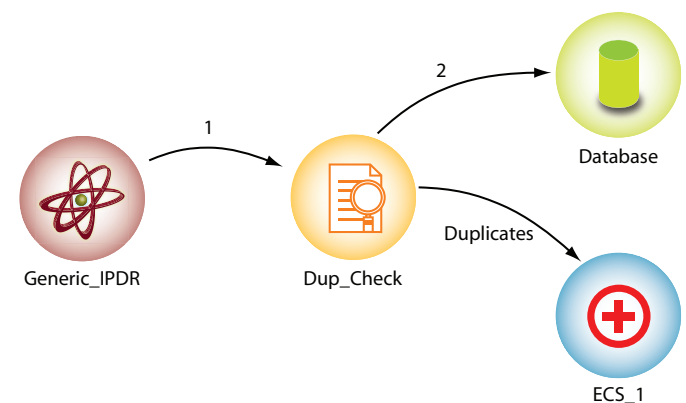 1
2
Database
Generic_IPDR
Dup_Check
Duplicates
ECS_1